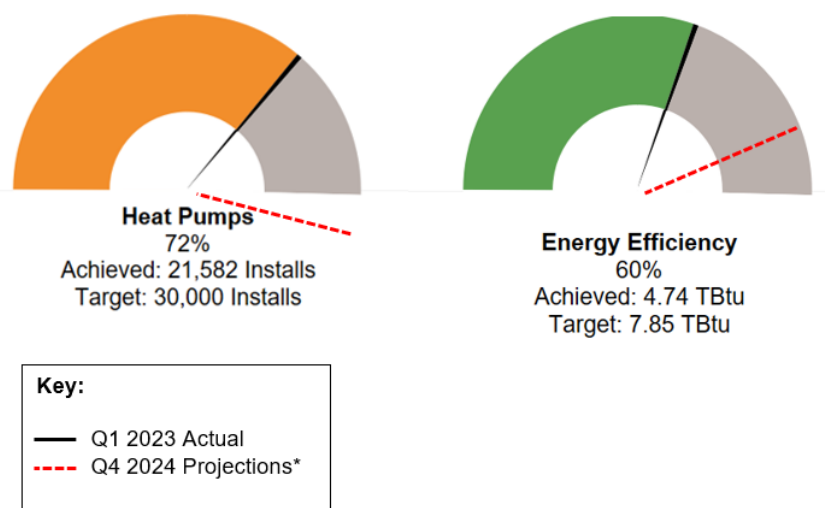 Heat Pumps
72%
Achieved: 21,582 Installs
Target: 30,000 Installs
Energy Efficiency
60%
Achieved: 4.74 TBtu
Target: 7.85 TBtu
Key:
Q1 2023 Actual
Q4 2024 Projections*